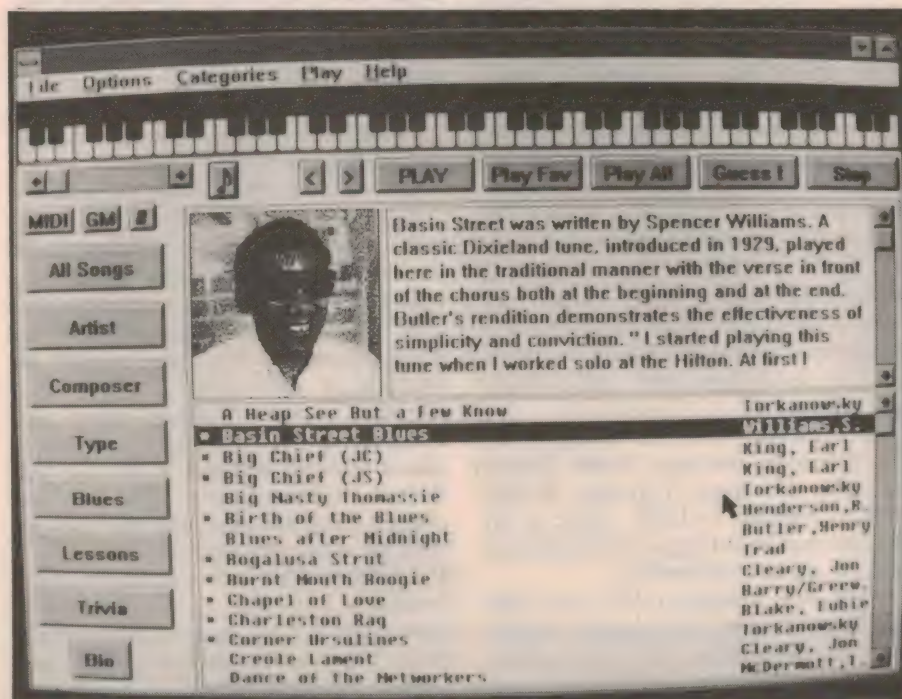 File Options Categories Play Help
< > PLAY Play Fav Play All Guess ! Stop
MIDI GM
All Songs
Artist
Composer
Type
Blues
Lessons
Trivia
Bio
Basin Street was written by Spencer Williams. A
classic Dixieland tune, introduced in 1929, played
here in the traditional manner with the verse in front
of the chorus both at the beginning and at the end.
Butler's rendition demonstrates the effectiveness of
simplicity and conviction. " I started playing this
tune when I worked solo at the Hilton. At first I
A Heap See But a Few Know Torkanowsky
Basin Street Blues Williams,S.
Big Chief (JC) King, Earl
Big Chief (JS) King, Earl
Big Nasty Thomassie Torkanowsky
Birth of the Blues Henderson,R.
Blues after Midnight Butler,Henry
Bogalusa Strut Trad
Burnt Mouth Boogie Cleary, Jon
Chapel of Love Barry/Greew.
Charleston Rag Blake, Eubie
Corner Ursulines Torkanowsky
Creole Lament Cleary, Jon
Dance of the Networkers McDermott,T.